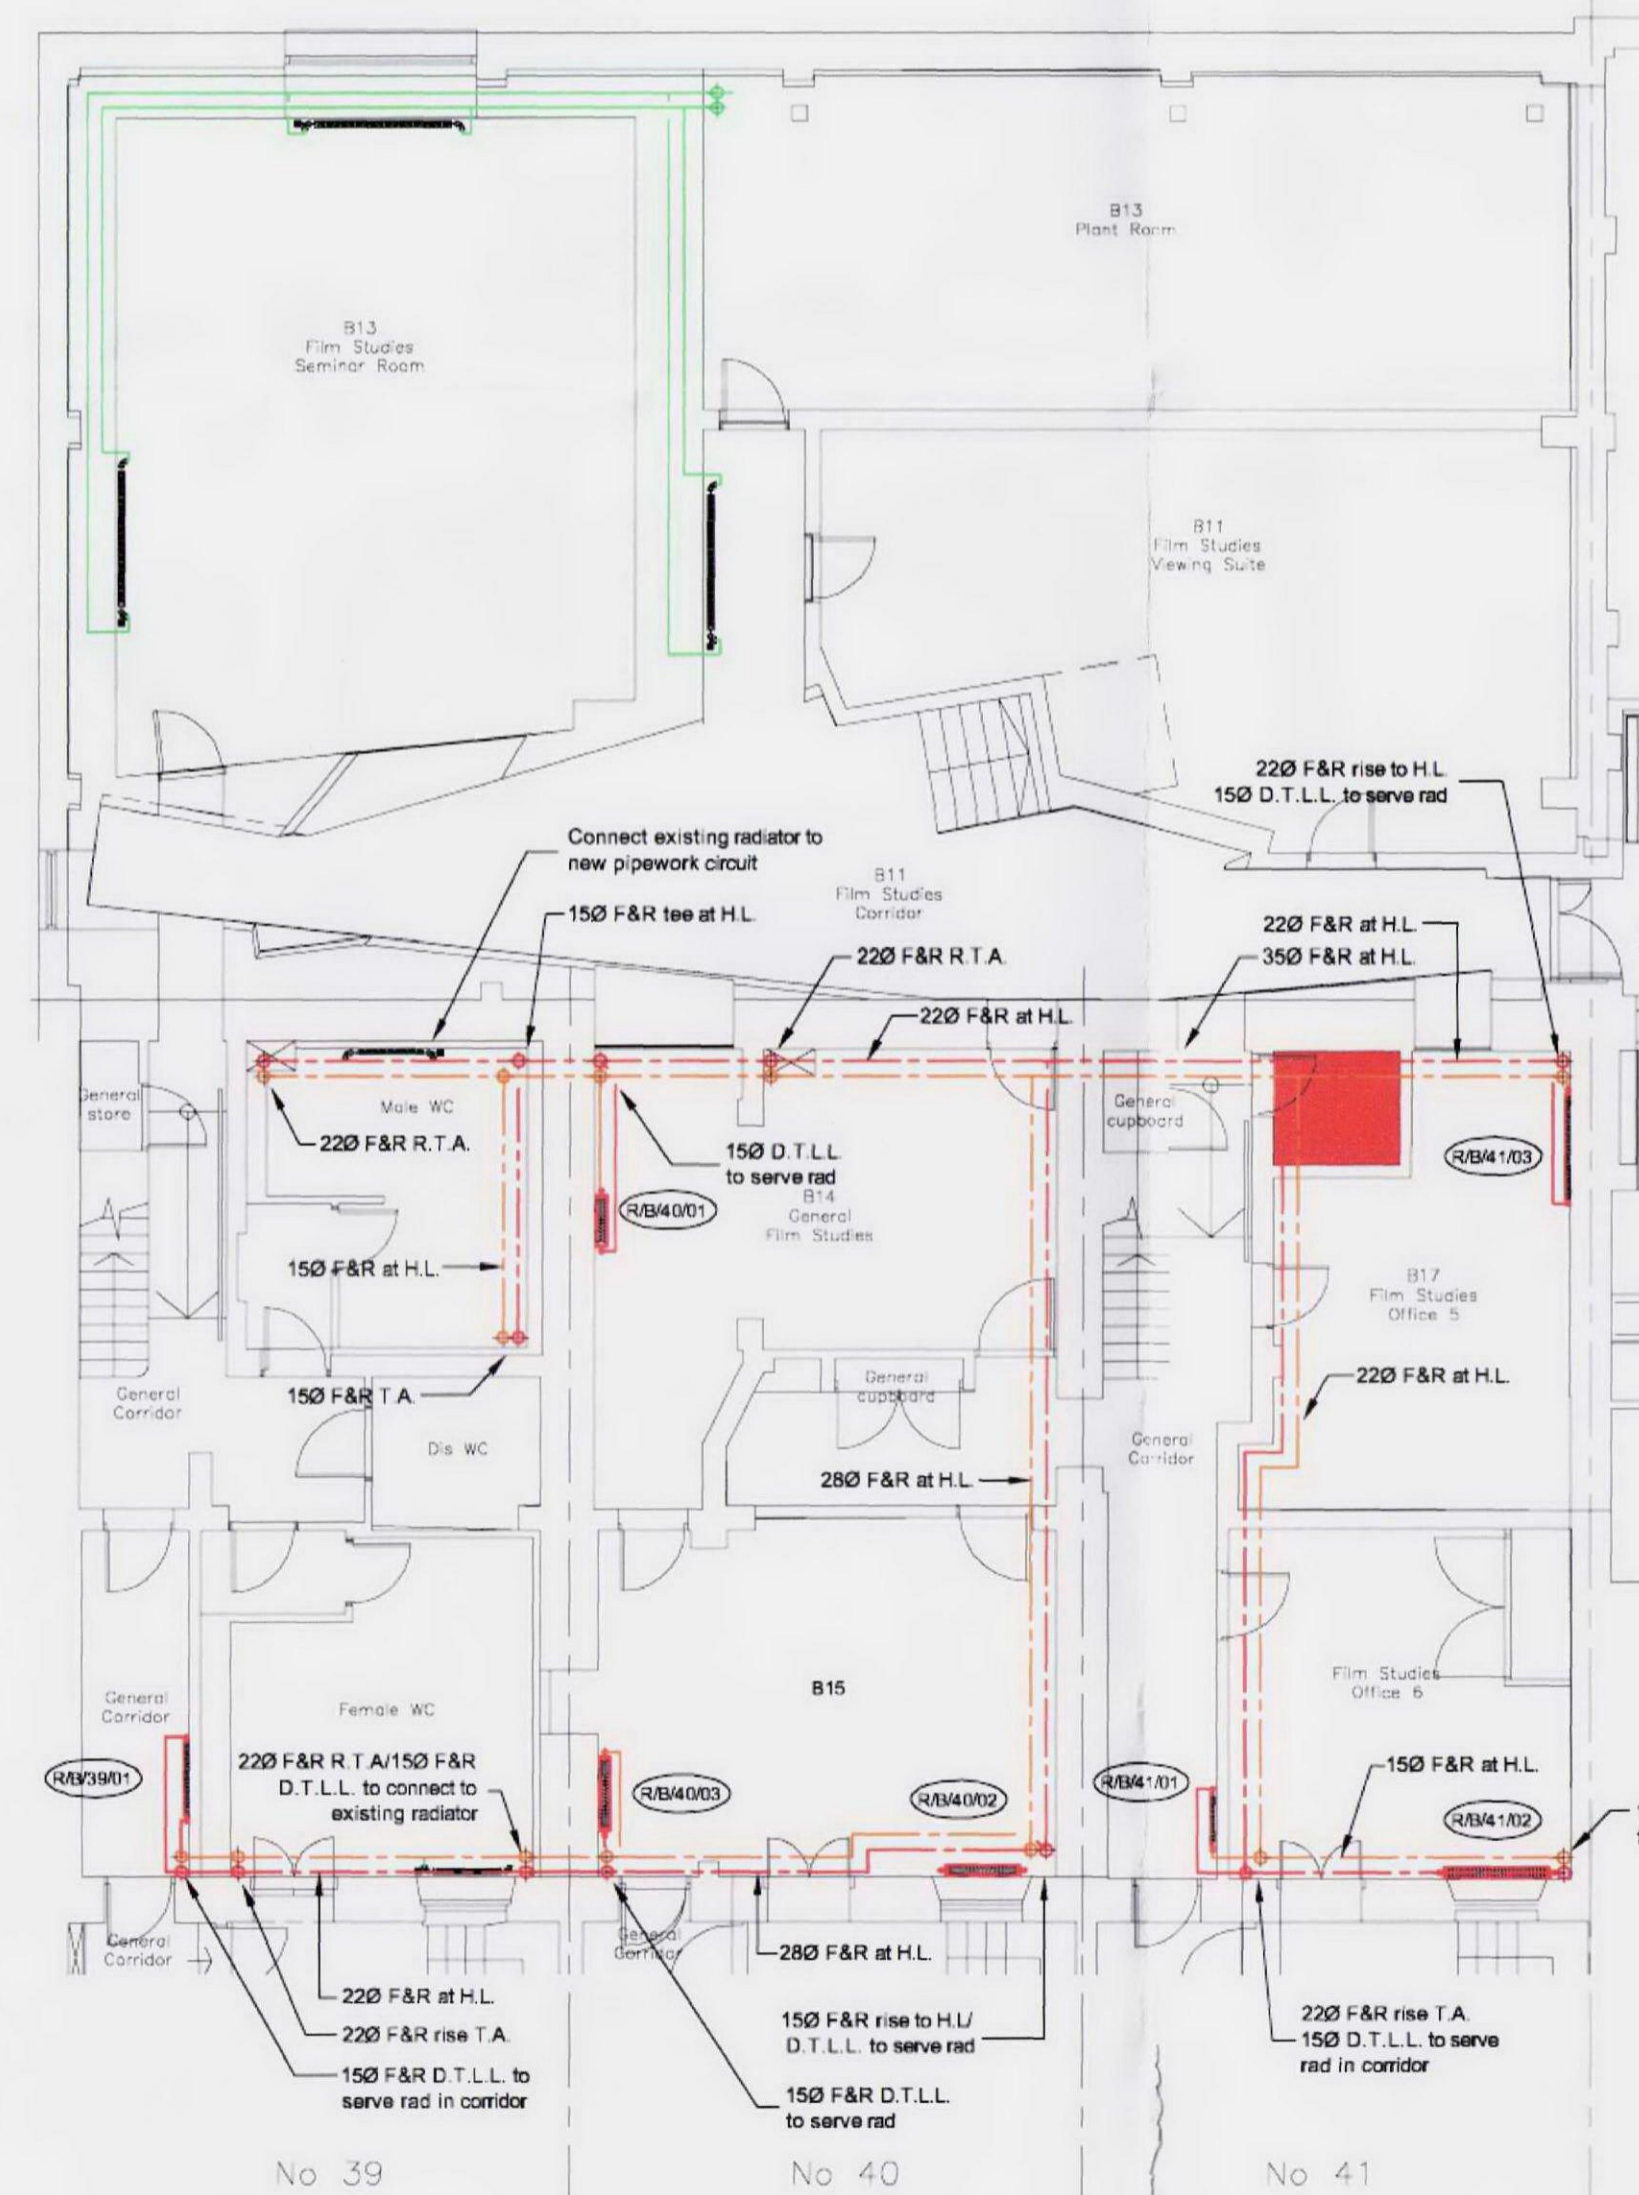 B13
Plant Room
B13
Film Studies
Seminar Room
B11
Film Studies
Viewing Suite
22Ø F&R rise to H.L.
15Ø D.T.L.L. to serve rad
Connect existing radiator to
new pipework circuit
B11
Film Studies
Corridor
15Ø F&R tee at H.L.
22Ø F&R at H.L.
35Ø F&R at H.L.
22Ø F&R R.T.A.
22Ø F&R at H.L.
General
store
Male WC
General
cupboard
22Ø F&R R.T.A.
15Ø D.T.L.L.
to serve rad
R/B/41/03
B14
General
Film Studies
R/B/40/01
15Ø F&R at H.L.
B17
Film Studies
Office 5
22Ø F&R at H.L.
General
cupboard
General
Corridor
15Ø F&R T.A.
Dis WC
General
Corridor
28Ø F&R at H.L.
Film Studies
Office 6
B15
General
Corridor
Female WC
22Ø F&R R.T.A/15Ø F&R
D.T.L.L. to connect to
existing radiator
R/B/39/01
R/B/40/03
R/B/40/02
R/B/41/01
15Ø F&R at H.L.
R/B/41/02
General
Corridor
General
Corridor
28Ø F&R at H.L.
22Ø F&R at H.L.
22Ø F&R rise T.A.
15Ø F&R D.T.L.L. to
serve rad in corridor
15Ø F&R rise to H.L/
D.T.L.L. to serve rad
15Ø F&R D.T.L.L.
to serve rad
22Ø F&R rise T.A.
15Ø D.T.L.L. to serve
rad in corridor
No 39
No 40
No 41